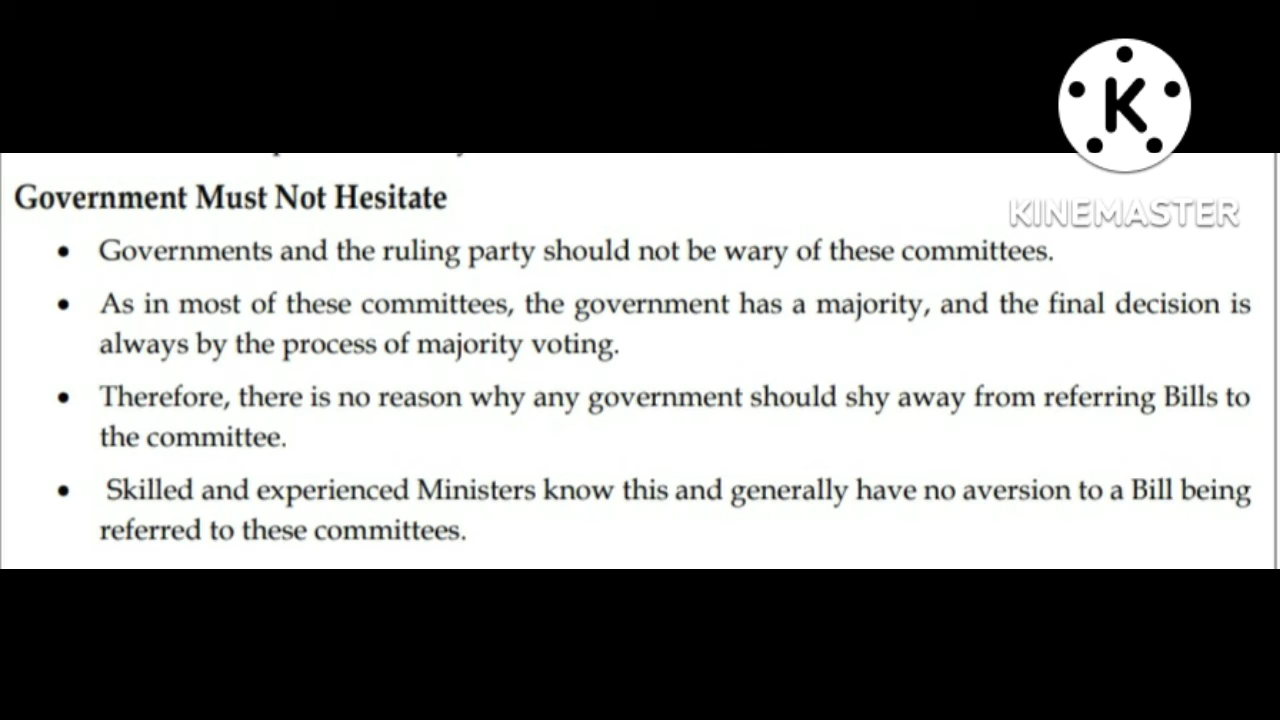 K
KINEMASTER
Government Must Not Hesitate
• Governments and the ruling party should not be wary of these committees.
• As in most of these committees, the government has a majority, and the final decision is
always by the process of majority voting.
• Therefore, there is no reason why any government should shy away from referring Bills to
the committee.
• Skilled and experienced Ministers know this and generally have no aversion to a Bill being
referred to these committees.